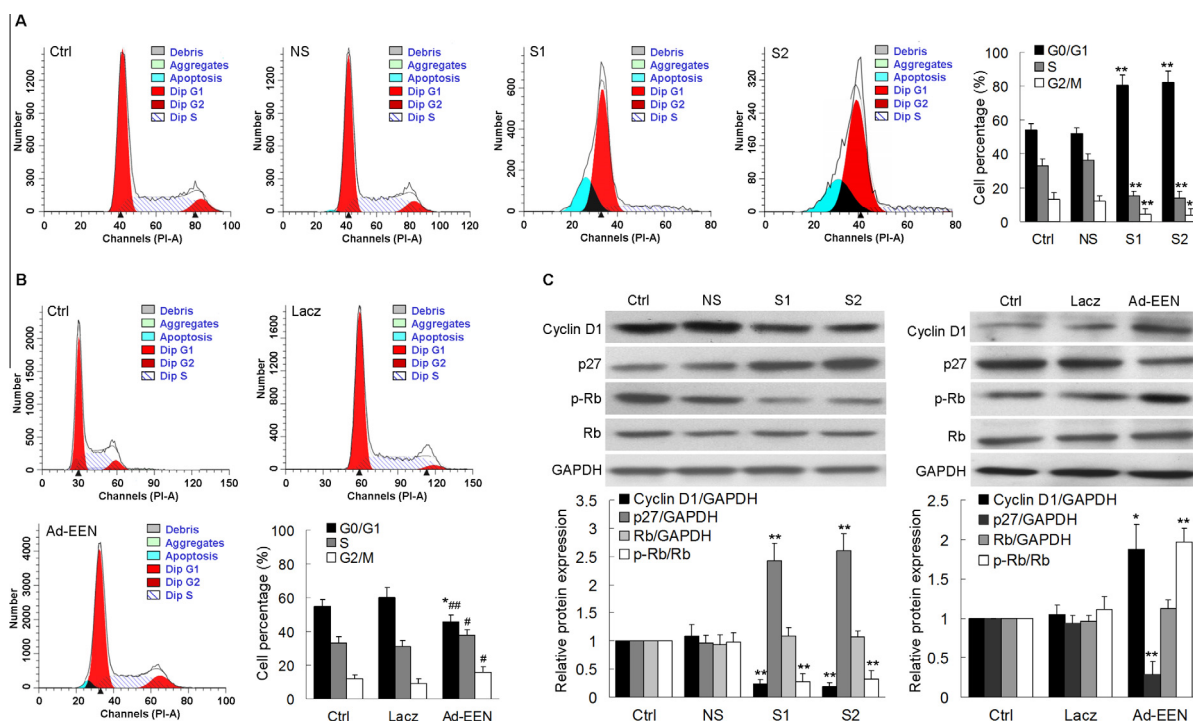 A
Ctrl
Debris
Aggregates
Apoptosis
Dip G1
Dip G2
Dip S
Number
0 300 600 900 1200
0 20 40 60 80 100
Channels (PI-A)
NS
Debris
Aggregates
Apoptosis
Dip G1
Dip G2
Dip S
Number
0 300 600 900 1200
0 20 40 60 80 100
Channels (PI-A)
S1
Debris
Aggregates
Apoptosis
Dip G1
Dip G2
Dip S
Number
0 200 400 600 800
0 20 40 60 80
Channels (PI-A)
S2
Debris
Aggregates
Apoptosis
Dip G1
Dip G2
Dip S
Number
0 80 160 240 320
0 20 40 60 80
Channels (PI-A)
G0/G1
S
G2/M
Cell percentage (%)
100
80
60
40
20
0
** ** ** ** ** **
Ctrl NS S1 S2
B
Ctrl
Debris
Aggregates
Apoptosis
Dip G1
Dip G2
Dip S
Number
0 500 1000 1500 2000
0 30 60 90 120 150
Channels (PI-A)
Lacz
Debris
Aggregates
Apoptosis
Dip G1
Dip G2
Dip S
Number
0 400 800 1200 1600
0 30 60 90 120 150
Channels (PI-A)
Ad-EEN
Debris
Aggregates
Apoptosis
Dip G1
Dip G2
Dip S
Number
0 1000 2000 3000 4000
0 20 40 60 80 100
Channels (PI-A)
G0/G1
S
G2/M
Cell percentage (%)
80
60
40
20
0
* ## # #
Ctrl Lacz Ad-EEN
C
Ctrl NS S1 S2
Cyclin D1
p27
p-Rb
Rb
GAPDH
Cyclin D1/GAPDH
p27/GAPDH
Rb/GAPDH
p-Rb/Rb
Relative protein expression
3.5
3
2.5
2
1.5
1
0.5
0
** ** ** ** ** **
Ctrl NS S1 S2
Ctrl Lacz Ad-EEN
Cyclin D1
p27
p-Rb
Rb
GAPDH
Cyclin D1/GAPDH
p27/GAPDH
Rb/GAPDH
p-Rb/Rb
Relative protein expression
2.5
2
1.5
1
0.5
0
* ** **
Ctrl Lacz Ad-EEN